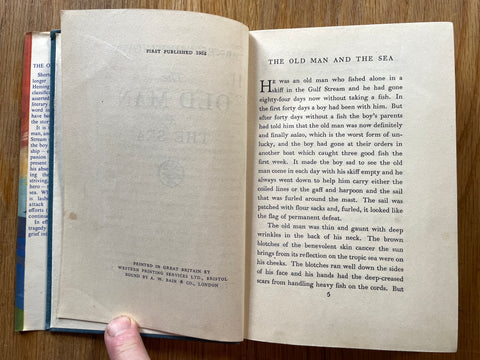 THE O
longer
Heming
literary
It is
hero
tragedy
grief
FIRST PUBLISHED 1952
PRINTED IN GREAT BRITAIN BY
WESTERN PRINTING SERVICES LTD., BRISTOL
BOUND BY A. W. BAIN & CO., LONDON
THE OLD MAN AND THE SEA
He was an old man who fished alone in a
skiff in the Gulf Stream and he had gone
eighty-four days now without taking a fish. In
the first forty days a boy had been with him. But
after forty days without a fish the boy's parents
had told him that the old man was now definitely
and finally salao, which is the worst form of un-
lucky, and the boy had gone at their orders in
another boat which caught three good fish the
first week. It made the boy sad to see the old
man come in each day with his skiff empty and he
always went down to help him carry either the
coiled lines or the gaff and harpoon and the sail
that was furled around the mast. The sail was
patched with flour sacks and, furled, it looked like
the flag of permanent defeat.
The old man was thin and gaunt with deep
wrinkles in the back of his neck. The brown
blotches of the benevolent skin cancer the sun
brings from its reflection on the tropic sea were on
his cheeks. The blotches ran well down the sides
of his face and his hands had the deep-creased
scars from handling heavy fish on the cords. But
5